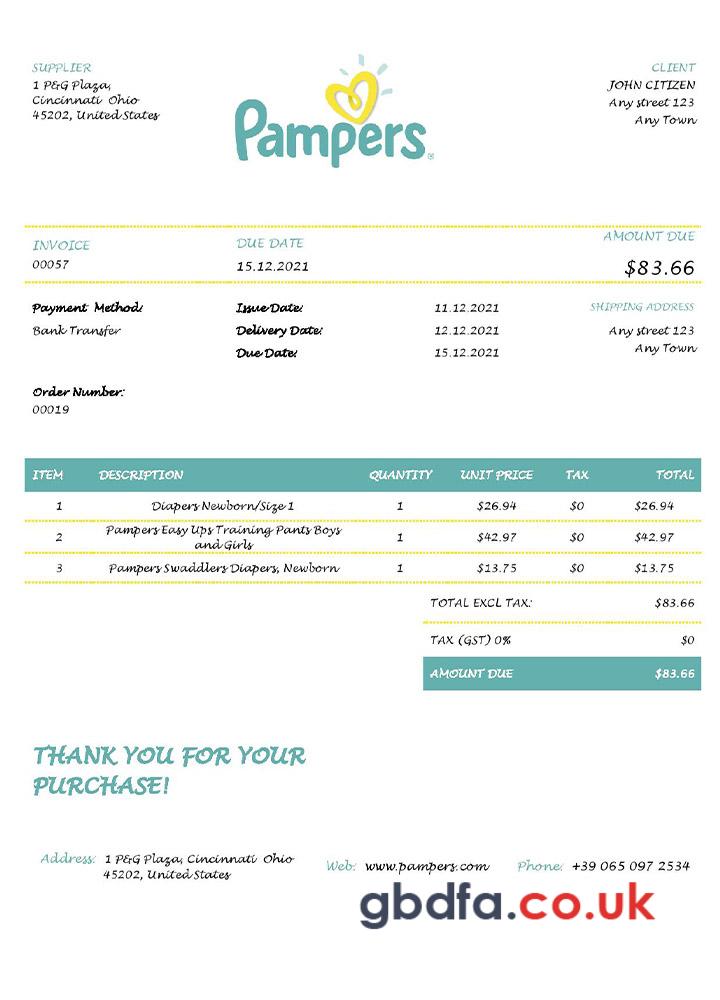 SUPPLIER
1 P&G Plaza,
Cincinnati Ohio
45202, United States
Pampers®
CLIENT
JOHN CITIZEN
Any street 123
Any Town
INVOICE
00057
DUE DATE
15.12.2021
AMOUNT DUE
$83.66
Payment Method:
Bank Transfer
Issue Date: 11.12.2021
Delivery Date: 12.12.2021
Due Date: 15.12.2021
SHIPPING ADDRESS
Any street 123
Any Town
Order Number:
00019
ITEM DESCRIPTION QUANTITY UNIT PRICE TAX TOTAL
1 Diapers Newborn/Size 1 1 $26.94 $0 $26.94
2 Pampers Easy Ups Training Pants Boys
and Girls 1 $42.97 $0 $42.97
3 Pampers Swaddlers Diapers, Newborn 1 $13.75 $0 $13.75
TOTAL EXCL TAX: $83.66
TAX (GST) 0% $0
AMOUNT DUE $83.66
THANK YOU FOR YOUR
PURCHASE!
Address: 1 P&G Plaza, Cincinnati Ohio
45202, United States
Web: www.pampers.com
Phone: +39 065 097 2534
gbdfa.co.uk